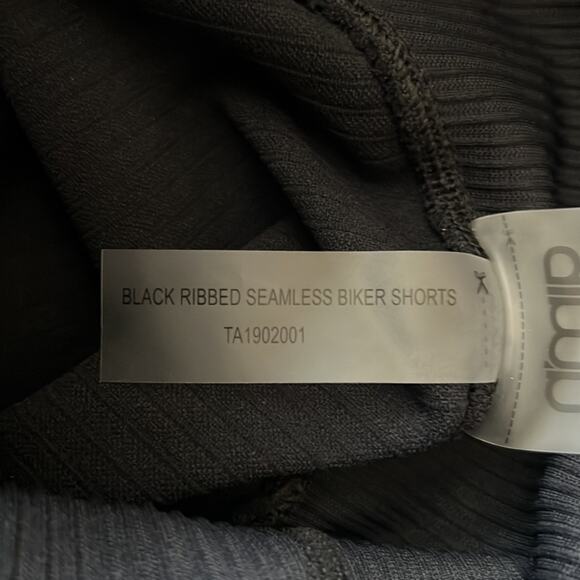 BLACK RIBBED SEAMLESS BIKER SHORTS
TA1902001